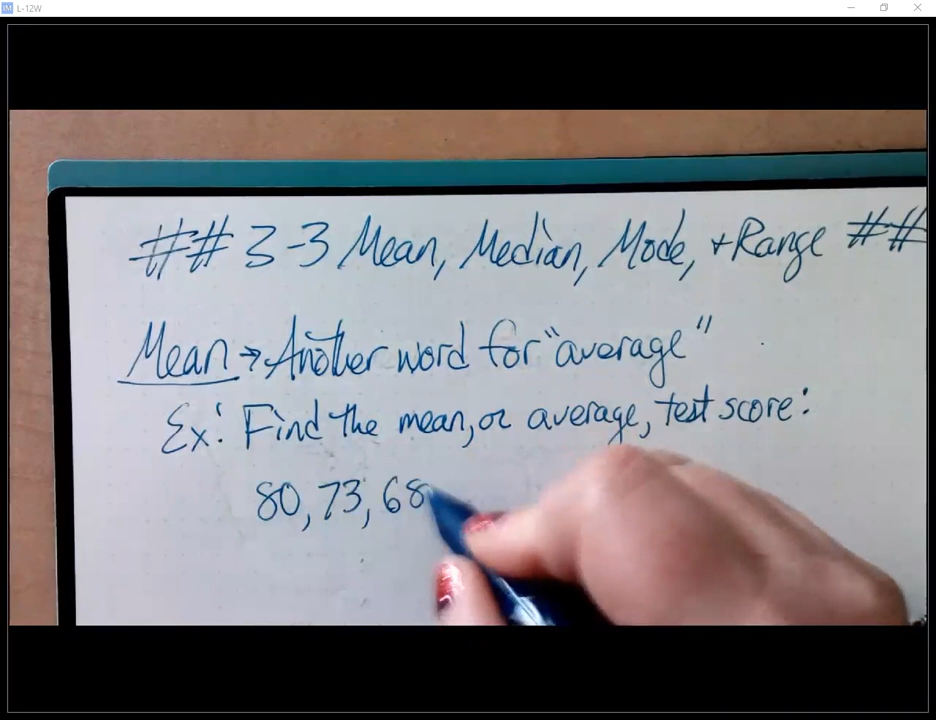 L-12W
## 3-3 Mean, Median, Mode, + Range ##
Mean → Another word for "average"
Ex: Find the mean, or average, test score:
80, 73, 68